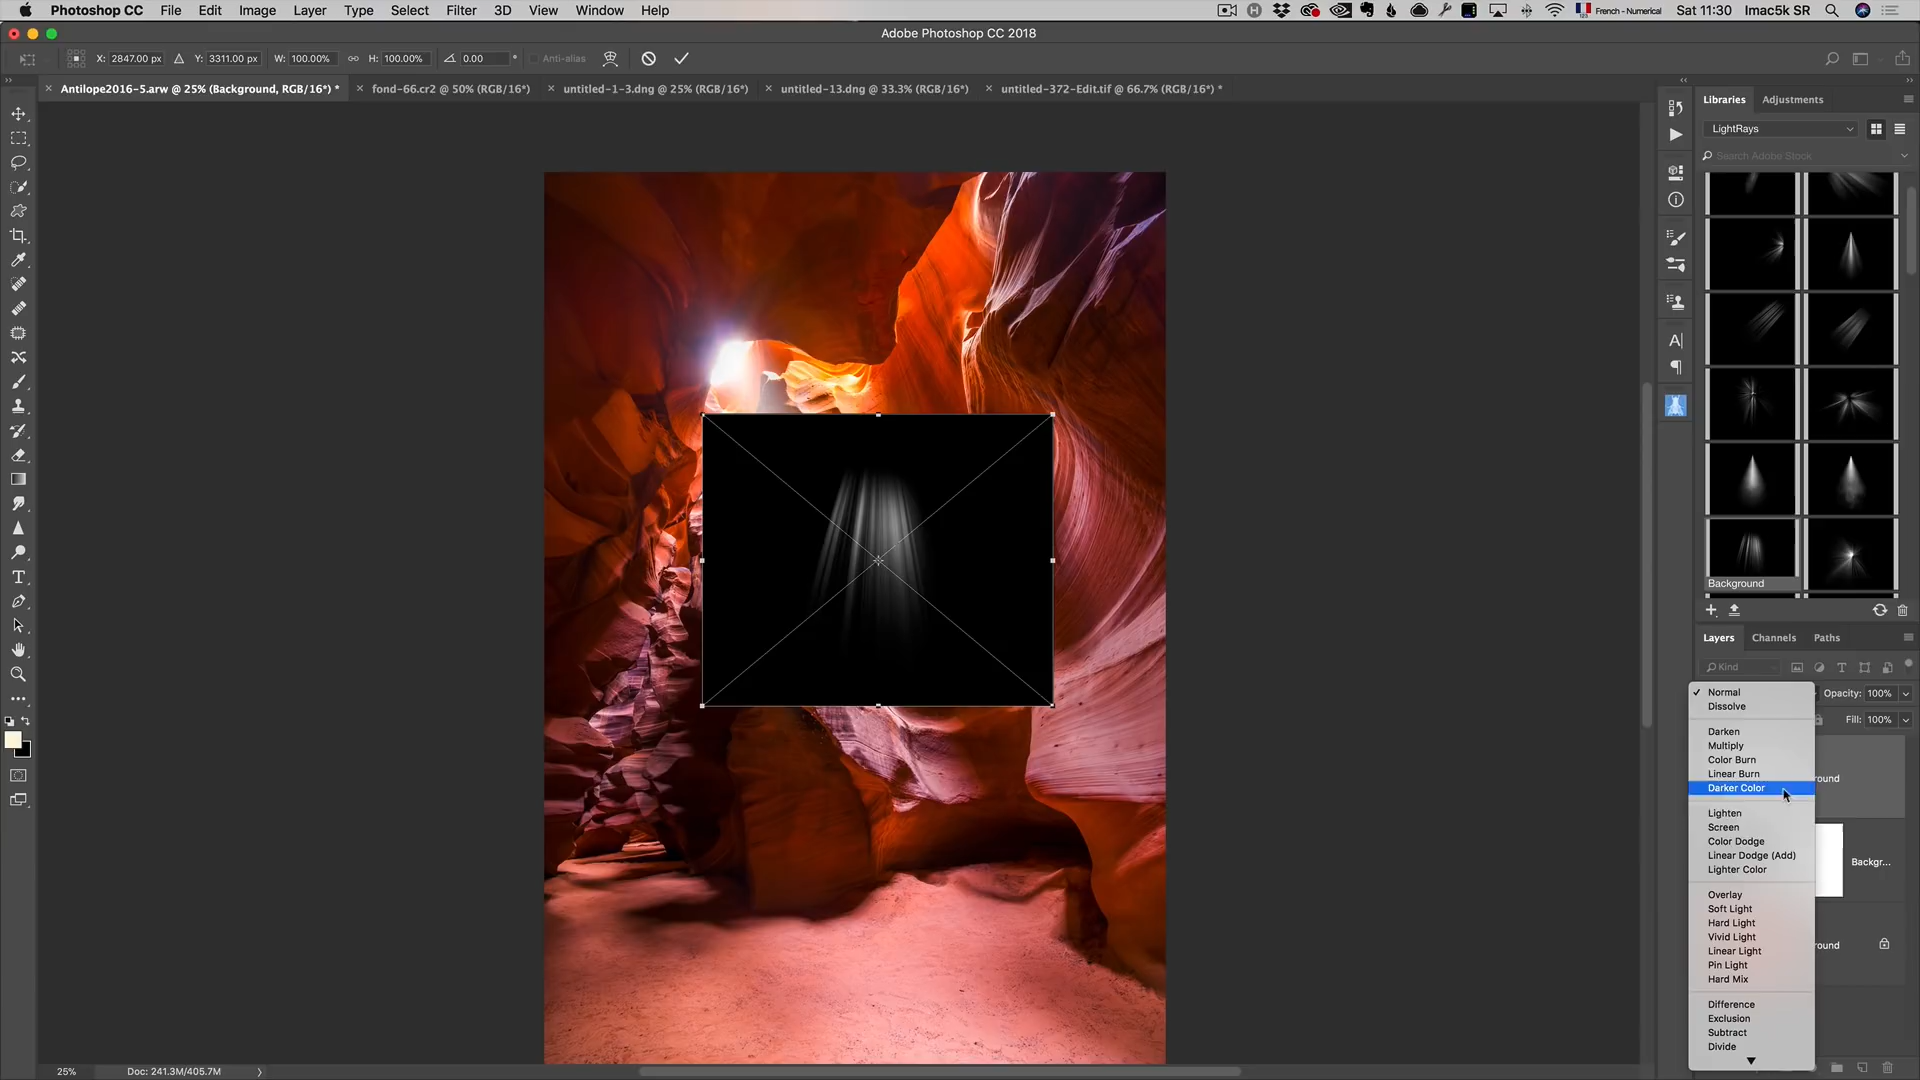 Photoshop CC File Edit Image Layer Type Select Filter 3D View Window Help French - Numerical Sat 11:30 Imac5k SR
Adobe Photoshop CC 2018
X: 2847.00 px Y: 3311.00 px W: 100.00% H: 100.00% 0.00 ° Anti-alias
Antilope2016-5.arw @ 25% (Background, RGB/16*) * fond-66.cr2 @ 50% (RGB/16*) untitled-1-3.dng @ 25% (RGB/16*) untitled-13.dng @ 33.3% (RGB/16*) untitled-372-Edit.tif @ 66.7% (RGB/16*) *
Libraries Adjustments
LightRays
Search Adobe Stock
Background
Layers Channels Paths
Kind
Normal
Opacity: 100%
Dissolve
Fill: 100%
Darken
Multiply
Color Burn
Linear Burn
Darker Color
Lighten
Screen
Color Dodge
Linear Dodge (Add)
Lighter Color
Overlay
Soft Light
Hard Light
Vivid Light
Linear Light
Pin Light
Hard Mix
Difference
Exclusion
Subtract
Divide
ound
Backgr...
ound
25% Doc: 241.3M/405.7M